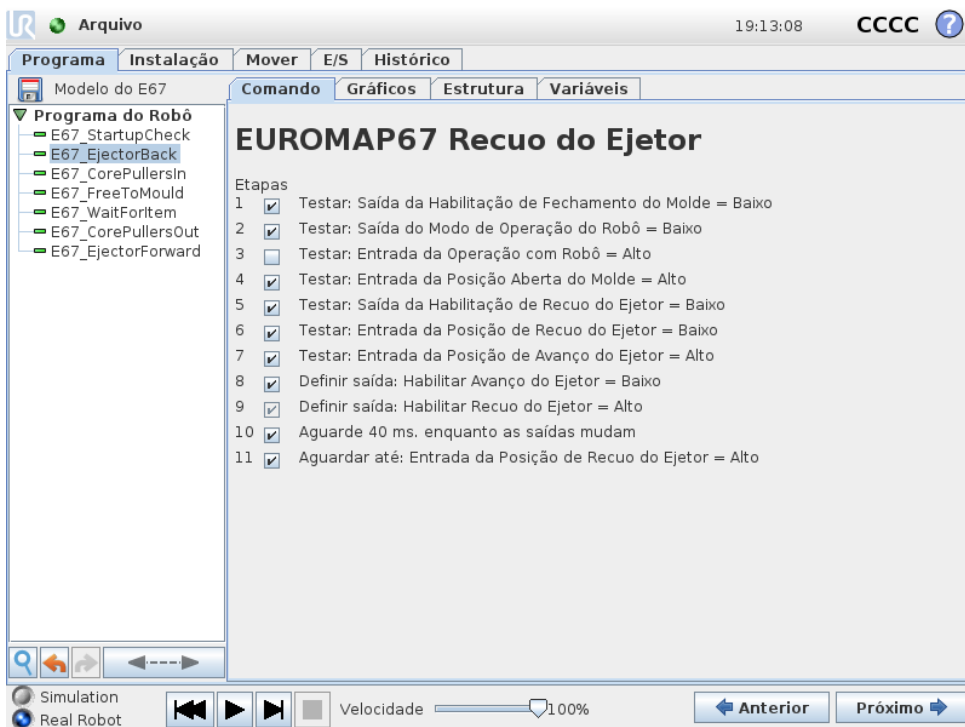 UR Arquivo 19:13:08 CCCC ?
Programa Instalação Mover E/S Histórico
Modelo do E67
Programa do Robô
E67_StartupCheck
E67_EjectorBack
E67_CorePullersIn
E67_FreeToMould
E67_WaitForItem
E67_CorePullersOut
E67_EjectorForward
Comando Gráficos Estrutura Variáveis
EUROMAP67 Recuo do Ejetor
Etapas
1 Testar: Saída da Habilitação de Fechamento do Molde = Baixo
2 Testar: Saída do Modo de Operação do Robô = Baixo
3 Testar: Entrada da Operação com Robô = Alto
4 Testar: Entrada da Posição Aberta do Molde = Alto
5 Testar: Saída da Habilitação de Recuo do Ejetor = Baixo
6 Testar: Entrada da Posição de Recuo do Ejetor = Baixo
7 Testar: Entrada da Posição de Avanço do Ejetor = Alto
8 Definir saída: Habilitar Avanço do Ejetor = Baixo
9 Definir saída: Habilitar Recuo do Ejetor = Alto
10 Aguarde 40 ms. enquanto as saídas mudam
11 Aguardar até: Entrada da Posição de Recuo do Ejetor = Alto
Simulation
Real Robot
Velocidade 100%
Anterior Próximo